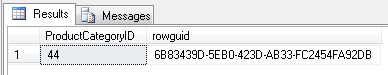 Results Messages
ProductCategoryID rowguid
1 44 6B83439D-5EB0-423D-AB33-FC2454FA92DB